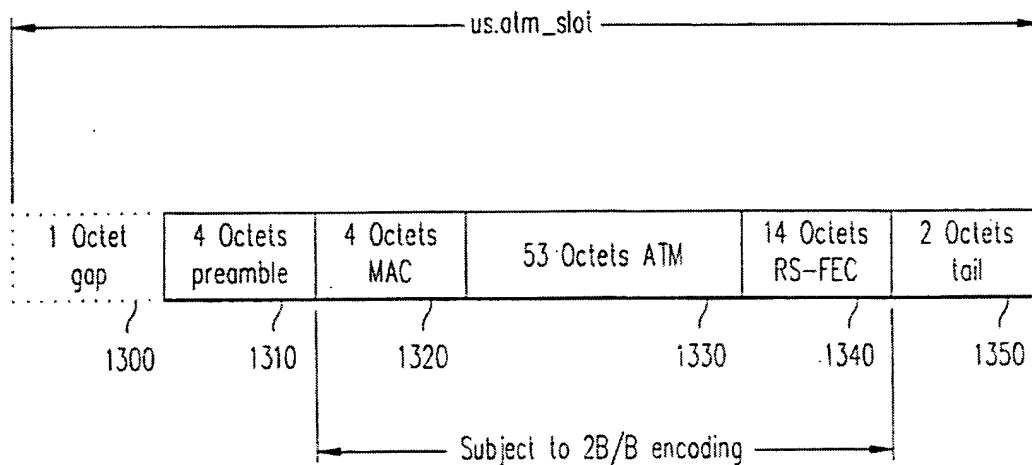 us.atm_slot
1 Octet
gap
4 Octets
preamble
4 Octets
MAC
53 Octets ATM
14 Octets
RS-FEC
2 Octets
tail
1300
1310
1320
1330
1340
1350
Subject to 2B/B encoding